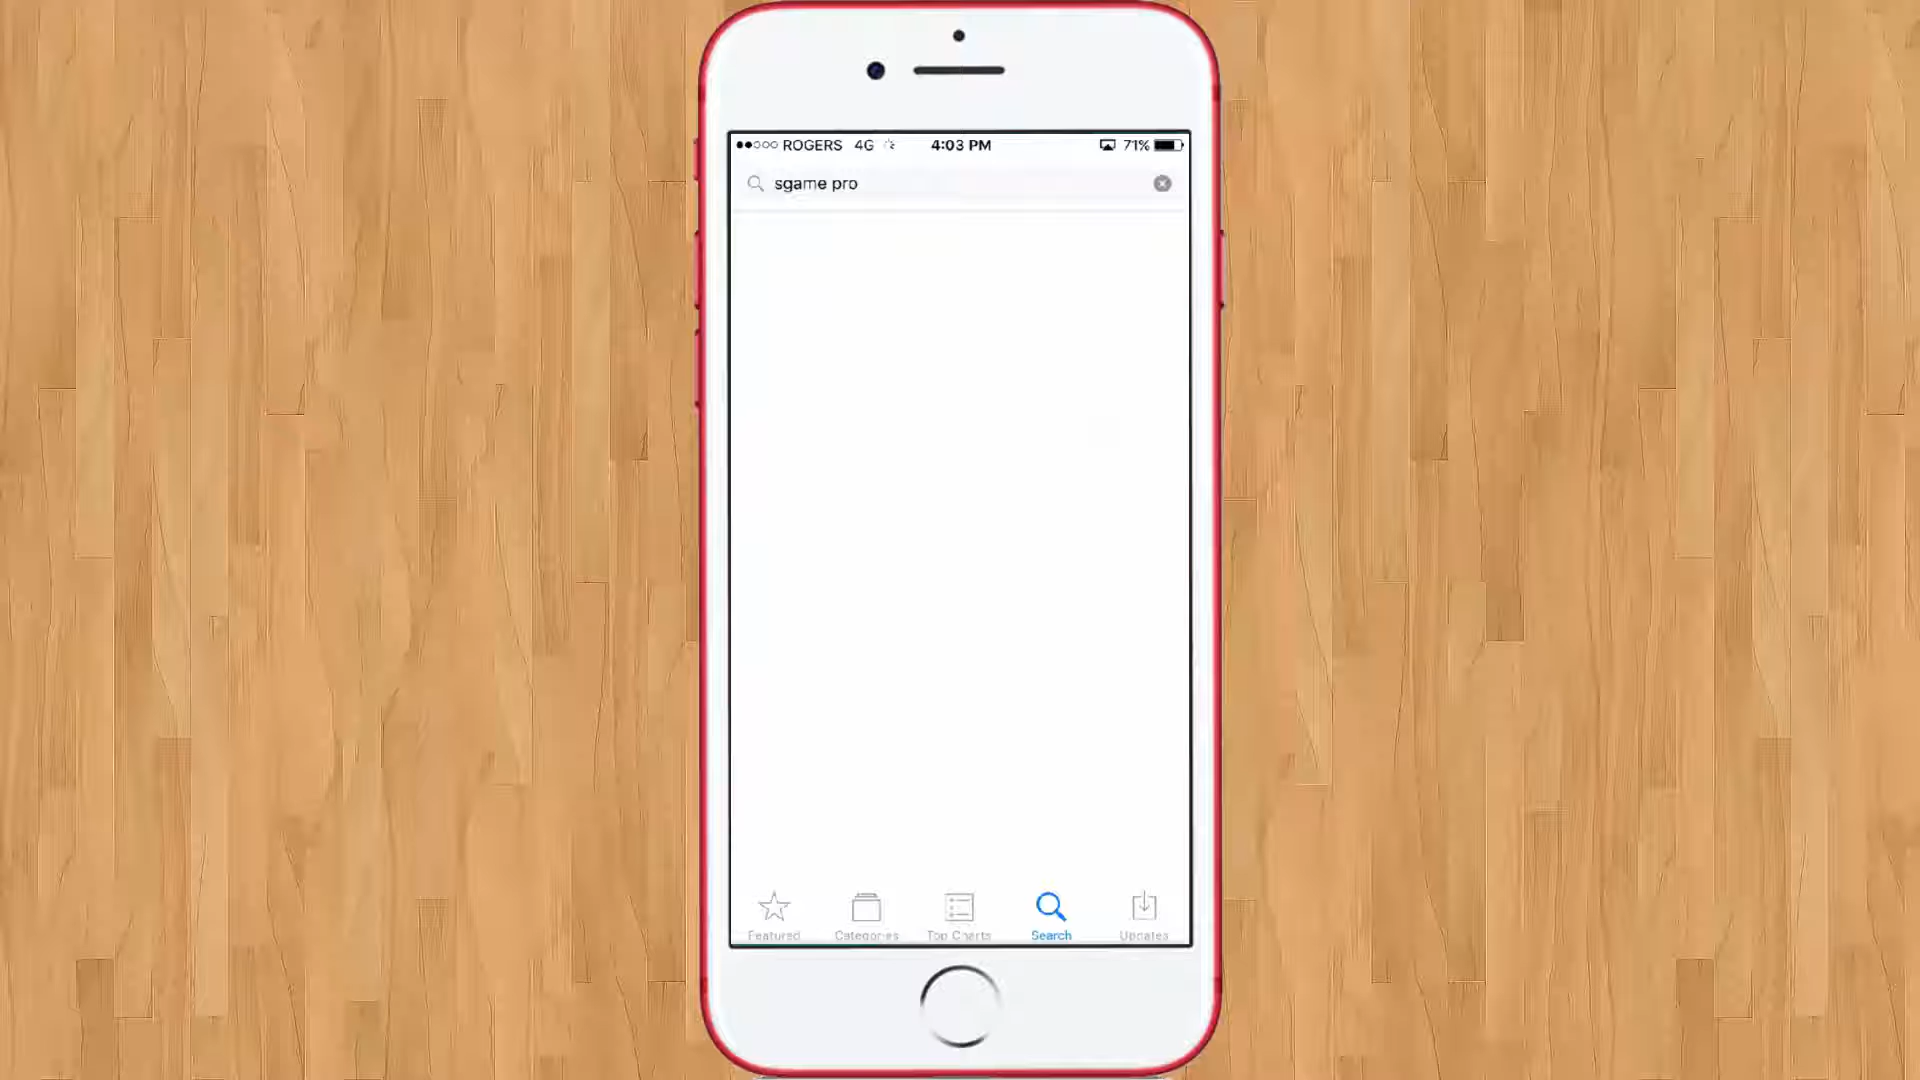 ROGERS 4G 4:03 PM 71%
sgame pro
Featured Categories Top Charts Search Updates